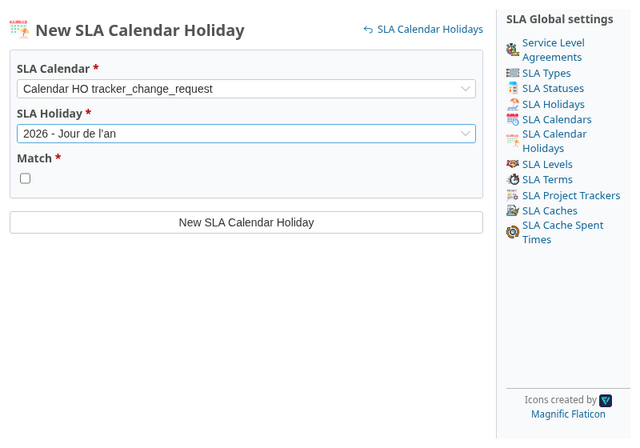 New SLA Calendar Holiday
SLA Calendar Holidays
SLA Calendar *
Calendar HO tracker_change_request
SLA Holiday *
2026 - Jour de l'an
Match *
New SLA Calendar Holiday
SLA Global settings
Service Level
Agreements
SLA Types
SLA Statuses
SLA Holidays
SLA Calendars
SLA Calendar
Holidays
SLA Levels
SLA Terms
SLA Project Trackers
SLA Caches
SLA Cache Spent
Times
Icons created by
Magnific Flaticon